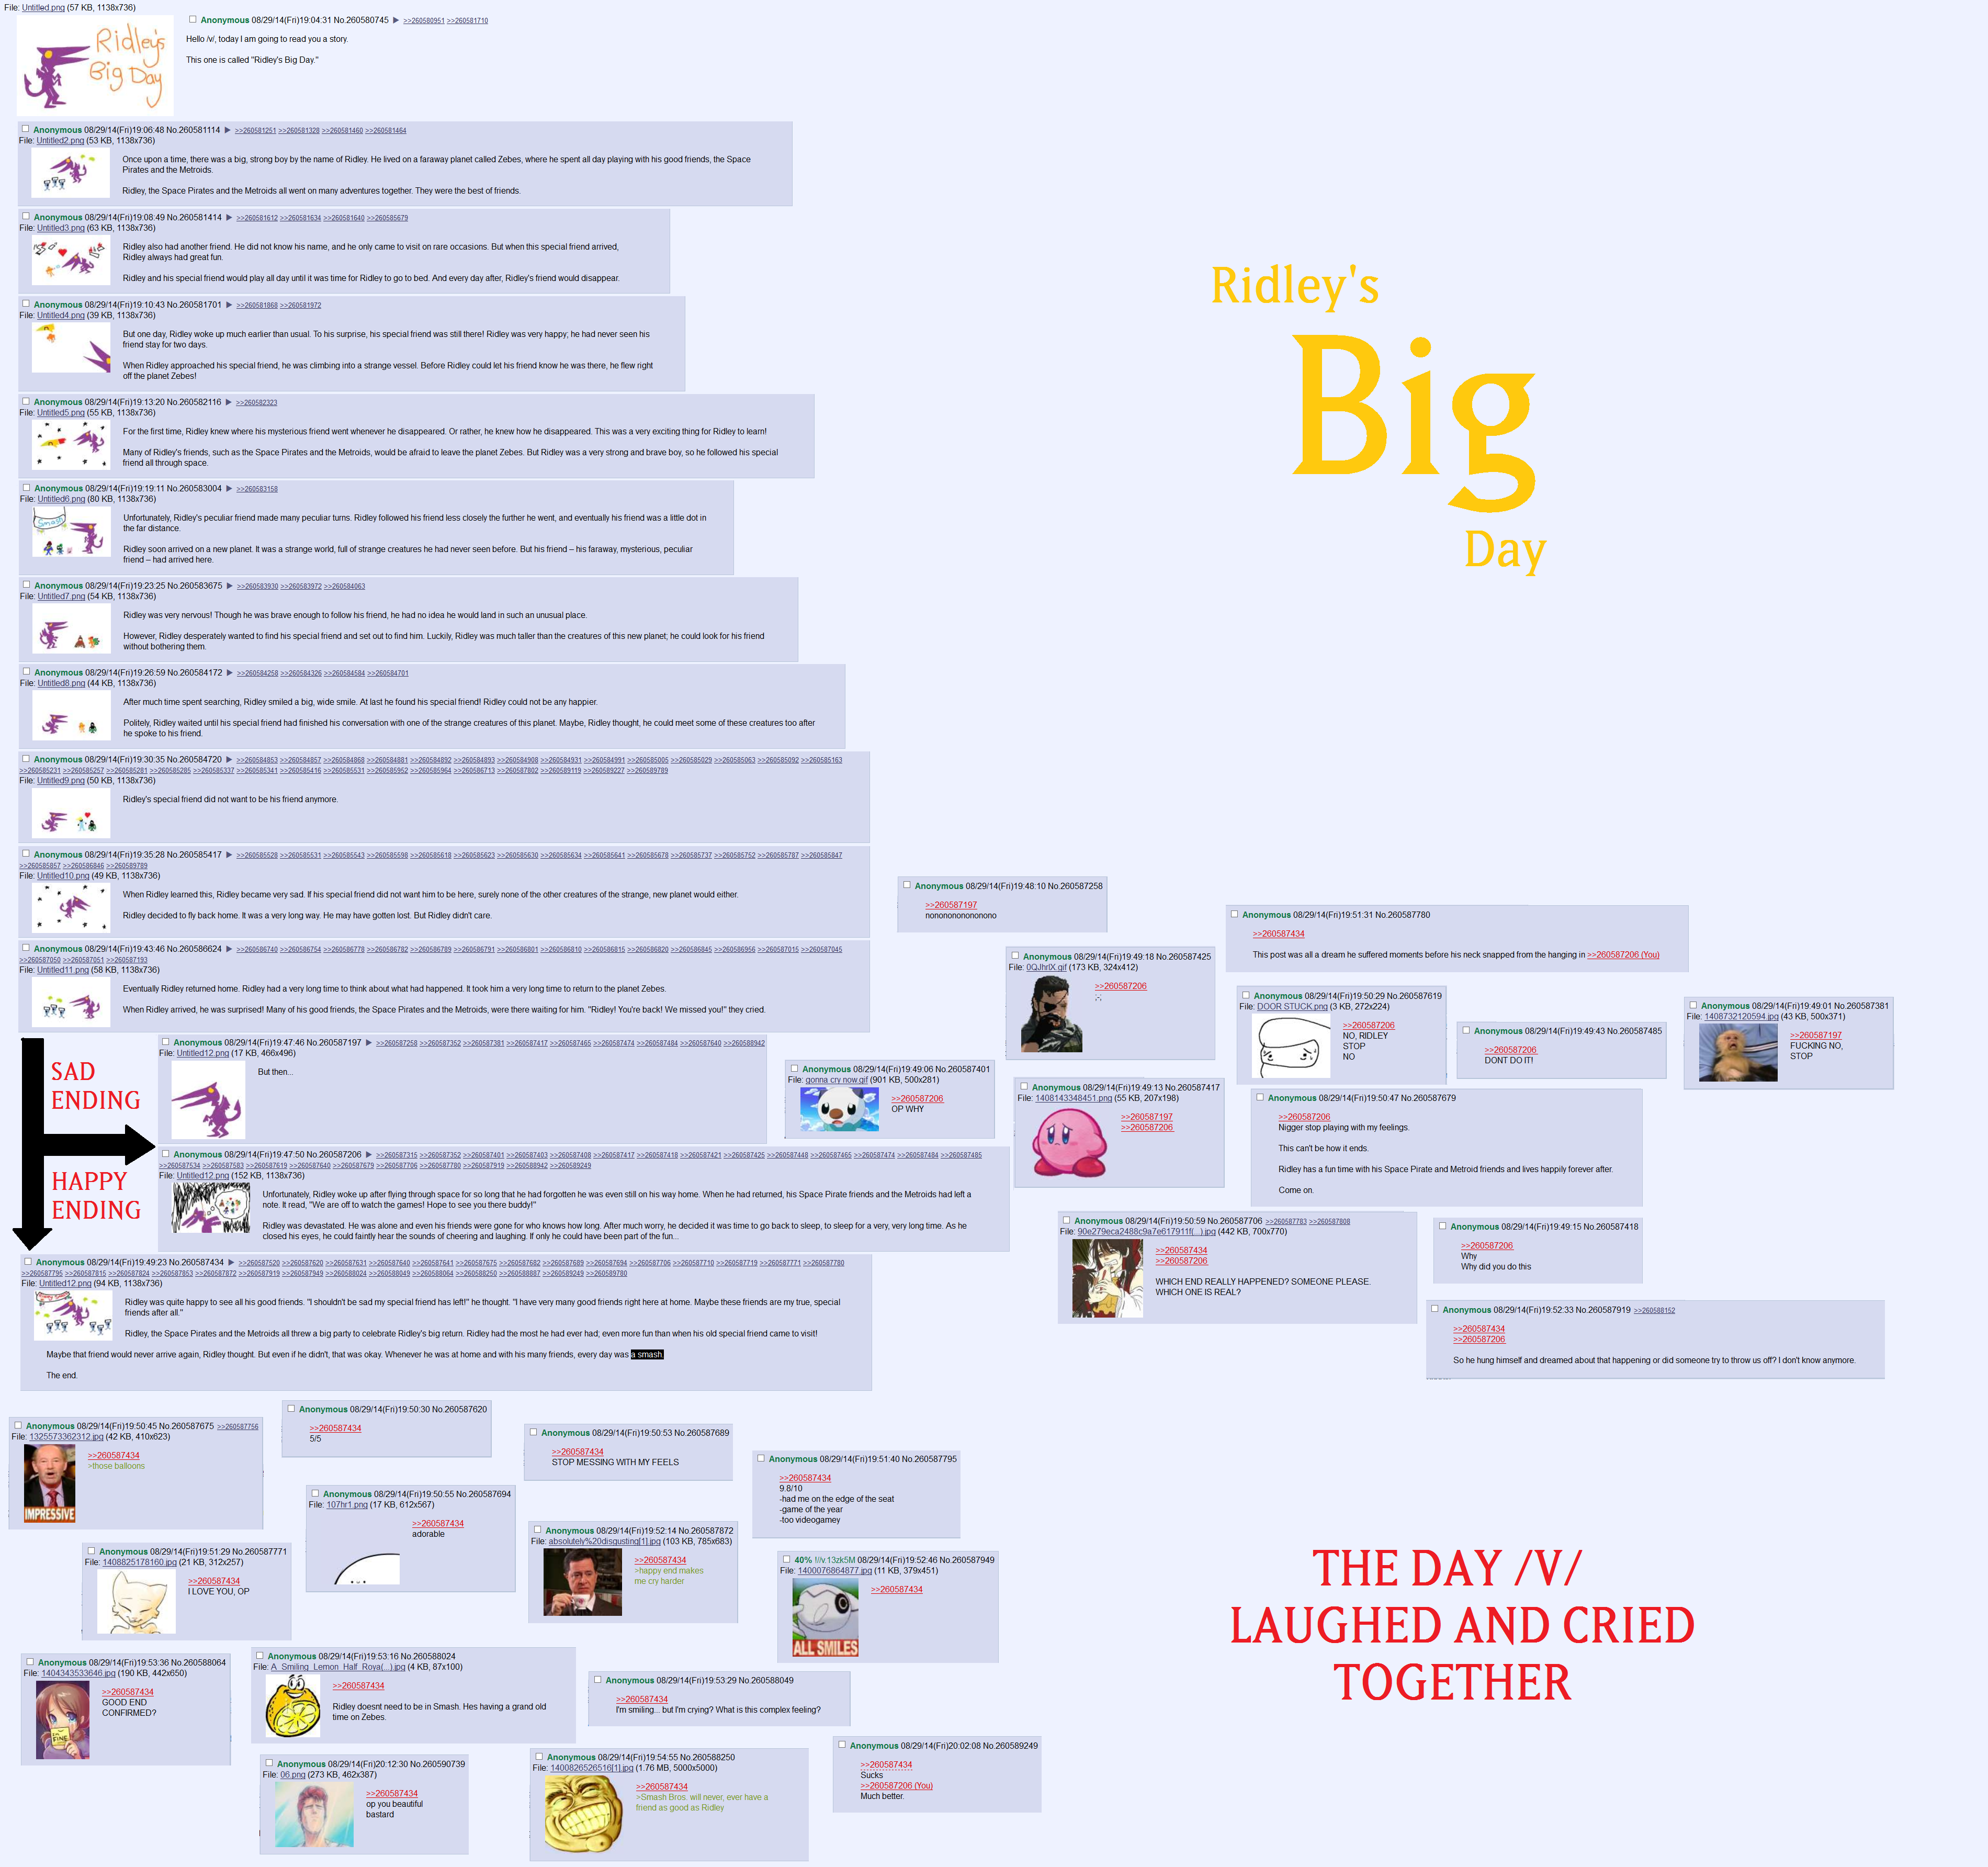 File: Untitled.png (57 KB, 1138x736)
Ridley's
Big Day
Anonymous 08/29/14(Fri)19:04:31 No.260580745 ▶ >>260580951 >>260581710
Hello /v/, today I am going to read you a story.
This one is called "Ridley's Big Day."
Anonymous 08/29/14(Fri)19:06:48 No.260581114 ▶ >>260581251 >>260581328 >>260581460 >>260581464
File: Untitled2.png (53 KB, 1138x736)
Once upon a time, there was a big, strong boy by the name of Ridley. He lived on a faraway planet called Zebes, where he spent all day playing with his good friends, the Space
Pirates and the Metroids.
Ridley, the Space Pirates and the Metroids all went on many adventures together. They were the best of friends.
Anonymous 08/29/14(Fri)19:08:49 No.260581414 ▶ >>260581612 >>260581634 >>260581640 >>260585679
File: Untitled3.png (63 KB, 1138x736)
Ridley also had another friend. He did not know his name, and he only came to visit on rare occasions. But when this special friend arrived,
Ridley always had great fun.
Ridley and his special friend would play all day until it was time for Ridley to go to bed. And every day after, Ridley's friend would disappear.
Anonymous 08/29/14(Fri)19:10:43 No.260581701 ▶ >>260581868 >>260581972
File: Untitled4.png (39 KB, 1138x736)
But one day, Ridley woke up much earlier than usual. To his surprise, his special friend was still there! Ridley was very happy; he had never seen his
friend stay for two days.
When Ridley approached his special friend, he was climbing into a strange vessel. Before Ridley could let his friend know he was there, he flew right
off the planet Zebes!
Anonymous 08/29/14(Fri)19:13:20 No.260582116 ▶ >>260582323
File: Untitled5.png (55 KB, 1138x736)
For the first time, Ridley knew where his mysterious friend went whenever he disappeared. Or rather, he knew how he disappeared. This was a very exciting thing for Ridley to learn!
Many of Ridley's friends, such as the Space Pirates and the Metroids, would be afraid to leave the planet Zebes. But Ridley was a very strong and brave boy, so he followed his special
friend all through space.
Anonymous 08/29/14(Fri)19:19:11 No.260583004 ▶ >>260583158
File: Untitled6.png (80 KB, 1138x736)
Smash
Unfortunately, Ridley's peculiar friend made many peculiar turns. Ridley followed his friend less closely the further he went, and eventually his friend was a little dot in
the far distance.
Ridley soon arrived on a new planet. It was a strange world, full of strange creatures he had never seen before. But his friend – his faraway, mysterious, peculiar
friend – had arrived here.
Anonymous 08/29/14(Fri)19:23:25 No.260583675 ▶ >>260583930 >>260583972 >>260584063
File: Untitled7.png (54 KB, 1138x736)
Ridley was very nervous! Though he was brave enough to follow his friend, he had no idea he would land in such an unusual place.
However, Ridley desperately wanted to find his special friend and set out to find him. Luckily, Ridley was much taller than the creatures of this new planet; he could look for his friend
without bothering them.
Anonymous 08/29/14(Fri)19:26:59 No.260584172 ▶ >>260584258 >>260584326 >>260584584 >>260584701
File: Untitled8.png (44 KB, 1138x736)
After much time spent searching, Ridley smiled a big, wide smile. At last he found his special friend! Ridley could not be any happier.
Politely, Ridley waited until his special friend had finished his conversation with one of the strange creatures of this planet. Maybe, Ridley thought, he could meet some of these creatures too after
he spoke to his friend.
Anonymous 08/29/14(Fri)19:30:35 No.260584720 ▶ >>260584853 >>260584857 >>260584868 >>260584881 >>260584892 >>260584893 >>260584908 >>260584931 >>260584991 >>260585005 >>260585029 >>260585063 >>260585092 >>260585163
>>260585231 >>260585257 >>260585281 >>260585285 >>260585337 >>260585341 >>260585416 >>260585531 >>260585952 >>260585964 >>260586713 >>260587802 >>260589119 >>260589227 >>260589789
File: Untitled9.png (50 KB, 1138x736)
Ridley's special friend did not want to be his friend anymore.
Anonymous 08/29/14(Fri)19:35:28 No.260585417 ▶ >>260585528 >>260585531 >>260585543 >>260585598 >>260585618 >>260585623 >>260585630 >>260585634 >>260585641 >>260585678 >>260585737 >>260585752 >>260585787 >>260585847
>>260585857 >>260586846 >>260589789
File: Untitled10.png (49 KB, 1138x736)
When Ridley learned this, Ridley became very sad. If his special friend did not want him to be here, surely none of the other creatures of the strange, new planet would either.
Ridley decided to fly back home. It was a very long way. He may have gotten lost. But Ridley didn't care.
Anonymous 08/29/14(Fri)19:43:46 No.260586624 ▶ >>260586740 >>260586754 >>260586778 >>260586782 >>260586789 >>260586791 >>260586801 >>260586810 >>260586815 >>260586820 >>260586845 >>260586956 >>260587015 >>260587045
>>260587050 >>260587051 >>260587193
File: Untitled11.png (58 KB, 1138x736)
Eventually Ridley returned home. Ridley had a very long time to think about what had happened. It took him a very long time to return to the planet Zebes.
When Ridley arrived, he was surprised! Many of his good friends, the Space Pirates and the Metroids, were there waiting for him. "Ridley! You're back! We missed you!" they cried.
SAD
ENDING
HAPPY
ENDING
Anonymous 08/29/14(Fri)19:47:46 No.260587197 ▶ >>260587258 >>260587352 >>260587381 >>260587417 >>260587465 >>260587474 >>260587484 >>260587640 >>260588942
File: Untitled12.png (17 KB, 466x496)
But then...
Anonymous 08/29/14(Fri)19:47:50 No.260587206 ▶ >>260587315 >>260587352 >>260587401 >>260587403 >>260587408 >>260587417 >>260587418 >>260587421 >>260587425 >>260587448 >>260587465 >>260587474 >>260587484 >>260587485
>>260587534 >>260587583 >>260587619 >>260587640 >>260587679 >>260587706 >>260587780 >>260587919 >>260588942 >>260589249
File: Untitled12.png (152 KB, 1138x736)
Unfortunately, Ridley woke up after flying through space for so long that he had forgotten he was even still on his way home. When he had returned, his Space Pirate friends and the Metroids had left a
note. It read, "We are off to watch the games! Hope to see you there buddy!"
Ridley was devastated. He was alone and even his friends were gone for who knows how long. After much worry, he decided it was time to go back to sleep, to sleep for a very, very long time. As he
closed his eyes, he could faintly hear the sounds of cheering and laughing. If only he could have been part of the fun...
Anonymous 08/29/14(Fri)19:49:23 No.260587434 ▶ >>260587520 >>260587620 >>260587631 >>260587640 >>260587641 >>260587675 >>260587682 >>260587689 >>260587694 >>260587706 >>260587710 >>260587719 >>260587771 >>260587780
>>260587795 >>260587815 >>260587824 >>260587853 >>260587872 >>260587919 >>260587949 >>260588024 >>260588049 >>260588064 >>260588250 >>260588887 >>260589249 >>260589780
File: Untitled12.png (94 KB, 1138x736)
Ridley was quite happy to see all his good friends. "I shouldn't be sad my special friend has left!" he thought. "I have very many good friends right here at home. Maybe these friends are my true, special
friends after all."
Ridley, the Space Pirates and the Metroids all threw a big party to celebrate Ridley's big return. Ridley had the most he had ever had; even more fun than when his old special friend came to visit!
Maybe that friend would never arrive again, Ridley thought. But even if he didn't, that was okay. Whenever he was at home and with his many friends, every day was a smash.
The end.
Ridley's
Big
Day
Anonymous 08/29/14(Fri)19:48:10 No.260587258
>>260587197
nonononononono
Anonymous 08/29/14(Fri)19:51:31 No.260587780
>>260587434
This post was all a dream he suffered moments before his neck snapped from the hanging in >>260587206 (You)
Anonymous 08/29/14(Fri)19:49:18 No.260587425
File: 0QJhrIX.gif (173 KB, 324x412)
>>260587206
;-;
Anonymous 08/29/14(Fri)19:50:29 No.260587619
File: DOOR STUCK.png (3 KB, 272x224)
>>260587206
NO, RIDLEY
STOP
NO
Anonymous 08/29/14(Fri)19:49:43 No.260587485
>>260587206
DONT DO IT!
Anonymous 08/29/14(Fri)19:49:01 No.260587381
File: 1408732120594.jpg (43 KB, 500x371)
>>260587197
FUCKING NO,
STOP
Anonymous 08/29/14(Fri)19:49:06 No.260587401
File: gonna cry now.gif (901 KB, 500x281)
>>260587206
OP WHY
Anonymous 08/29/14(Fri)19:49:13 No.260587417
File: 1408143348451.png (55 KB, 207x198)
>>260587197
>>260587206
Anonymous 08/29/14(Fri)19:50:47 No.260587679
>>260587206
Nigger stop playing with my feelings.
This can't be how it ends.
Ridley has a fun time with his Space Pirate and Metroid friends and lives happily forever after.
Come on.
Anonymous 08/29/14(Fri)19:50:59 No.260587706 >>260587783 >>260587808
File: 90e279eca2488c9a7e617911f(...).jpg (442 KB, 700x770)
>>260587434
>>260587206
WHICH END REALLY HAPPENED? SOMEONE PLEASE.
WHICH ONE IS REAL?
Anonymous 08/29/14(Fri)19:49:15 No.260587418
>>260587206
Why
Why did you do this
Anonymous 08/29/14(Fri)19:52:33 No.260587919 >>260588152
>>260587434
>>260587206
So he hung himself and dreamed about that happening or did someone try to throw us off? I don't know anymore.
Anonymous 08/29/14(Fri)19:50:45 No.260587675 >>260587756
File: 1325573362312.jpg (42 KB, 410x623)
>>260587434
>those balloons
IMPRESSIVE
Anonymous 08/29/14(Fri)19:50:30 No.260587620
>>260587434
5/5
Anonymous 08/29/14(Fri)19:50:53 No.260587689
>>260587434
STOP MESSING WITH MY FEELS
Anonymous 08/29/14(Fri)19:51:40 No.260587795
>>260587434
9.8/10
-had me on the edge of the seat
-game of the year
-too videogamey
Anonymous 08/29/14(Fri)19:50:55 No.260587694
File: 107hr1.png (17 KB, 612x567)
>>260587434
adorable
Anonymous 08/29/14(Fri)19:52:14 No.260587872
File: absolutely%20disgusting[1].jpg (103 KB, 785x683)
>>260587434
>happy end makes
me cry harder
Anonymous 08/29/14(Fri)19:51:29 No.260587771
File: 1408825178160.jpg (21 KB, 312x257)
>>260587434
I LOVE YOU, OP
40% !//v.13zk5M 08/29/14(Fri)19:52:46 No.260587949
File: 1400076864877.jpg (11 KB, 379x451)
>>260587434
ALL SMILES
THE DAY /V/
LAUGHED AND CRIED
TOGETHER
Anonymous 08/29/14(Fri)19:53:36 No.260588064
File: 1404343533646.jpg (190 KB, 442x650)
>>260587434
GOOD END
CONFIRMED?
I'M
FINE
Anonymous 08/29/14(Fri)19:53:16 No.260588024
File: A_Smiling_Lemon_Half_Roya(...).jpg (4 KB, 87x100)
>>260587434
Ridley doesnt need to be in Smash. Hes having a grand old
time on Zebes.
Anonymous 08/29/14(Fri)19:53:29 No.260588049
>>260587434
I'm smiling... but I'm crying? What is this complex feeling?
Anonymous 08/29/14(Fri)20:12:30 No.260590739
File: 06.png (273 KB, 462x387)
>>260587434
op you beautiful
bastard
Anonymous 08/29/14(Fri)19:54:55 No.260588250
File: 1400826526516[1].jpg (1.76 MB, 5000x5000)
>>260587434
>Smash Bros. will never, ever have a
friend as good as Ridley
Anonymous 08/29/14(Fri)20:02:08 No.260589249
>>260587434
Sucks
>>260587206 (You)
Much better.